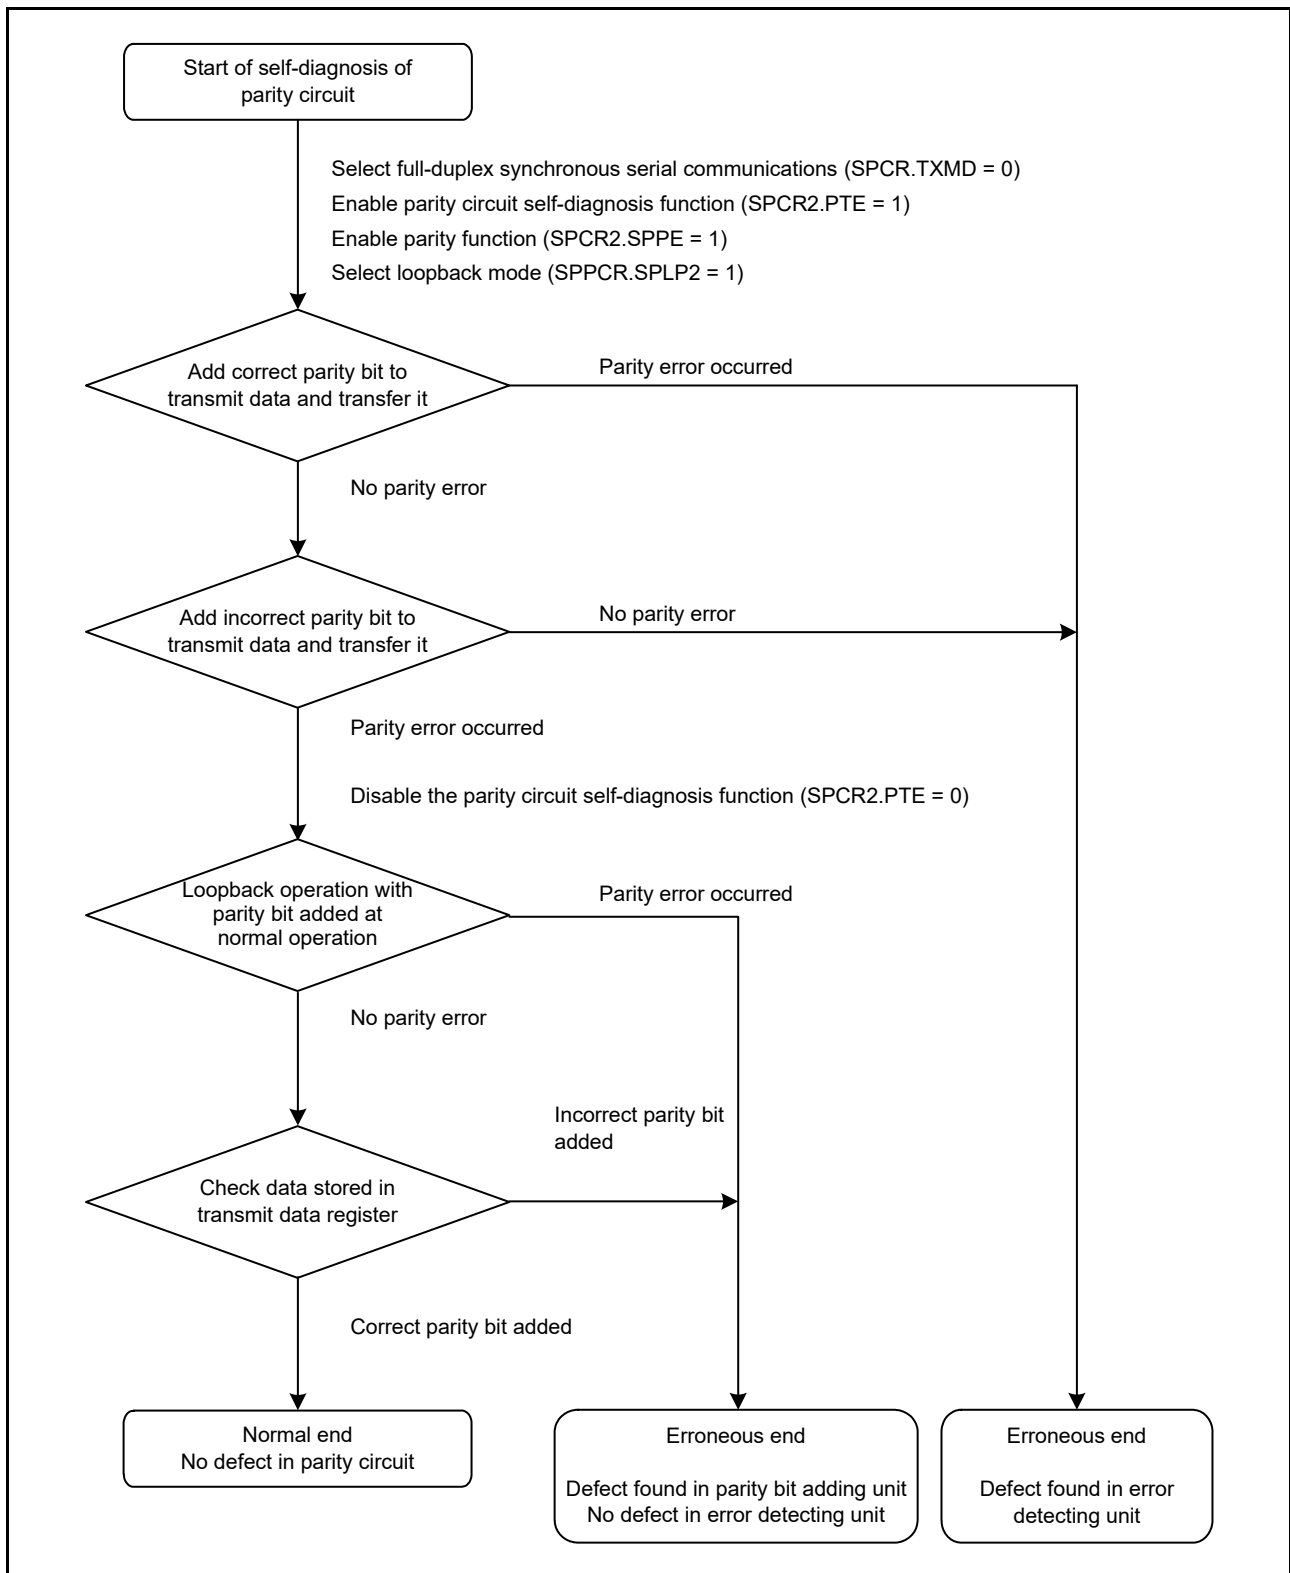 Start of self-diagnosis of
parity circuit
Select full-duplex synchronous serial communications (SPCR.TXMD = 0)
Enable parity circuit self-diagnosis function (SPCR2.PTE = 1)
Enable parity function (SPCR2.SPPE = 1)
Select loopback mode (SPPCR.SPLP2 = 1)
Add correct parity bit to
transmit data and transfer it
Parity error occurred
No parity error
Add incorrect parity bit to
transmit data and transfer it
No parity error
Parity error occurred
Disable the parity circuit self-diagnosis function (SPCR2.PTE = 0)
Loopback operation with
parity bit added at
normal operation
Parity error occurred
No parity error
Incorrect parity bit
added
Check data stored in
transmit data register
Correct parity bit added
Normal end
No defect in parity circuit
Erroneous end
Defect found in parity bit adding unit
No defect in error detecting unit
Erroneous end
Defect found in error
detecting unit